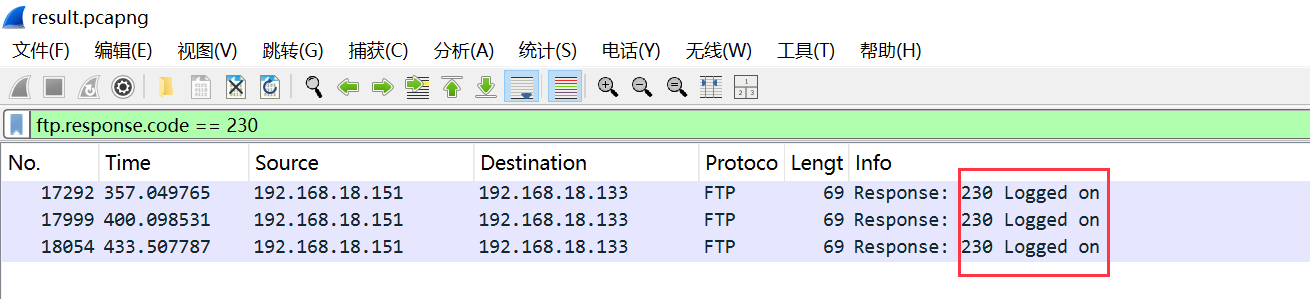 result.pcapng
文件(F) 编辑(E) 视图(V) 跳转(G) 捕获(C) 分析(A) 统计(S) 电话(Y) 无线(W) 工具(T) 帮助(H)
ftp.response.code == 230
No. Time Source Destination Protoco Lengt Info
17292 357.049765 192.168.18.151 192.168.18.133 FTP 69 Response: 230 Logged on
17999 400.098531 192.168.18.151 192.168.18.133 FTP 69 Response: 230 Logged on
18054 433.507787 192.168.18.151 192.168.18.133 FTP 69 Response: 230 Logged on